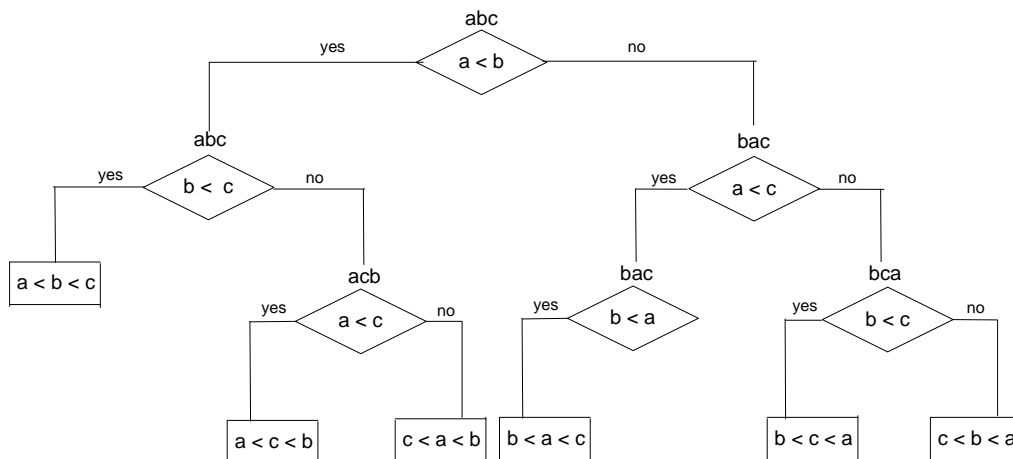 abc
yes
a < b
no
abc
bac
yes
b < c
no
yes
a < c
no
a < b < c
acb
bac
bca
yes
a < c
no
yes
b < a
yes
b < c
no
a < c < b
c < a < b
b < a < c
b < c < a
c < b < a